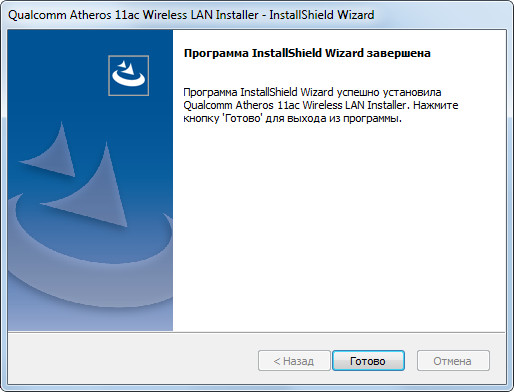 Qualcomm Atheros 11ac Wireless LAN Installer - InstallShield Wizard
Программа InstallShield Wizard завершена
Программа InstallShield Wizard успешно установила
Qualcomm Atheros 11ac Wireless LAN Installer. Нажмите
кнопку 'Готово' для выхода из программы.
< Назад
Готово
Отмена